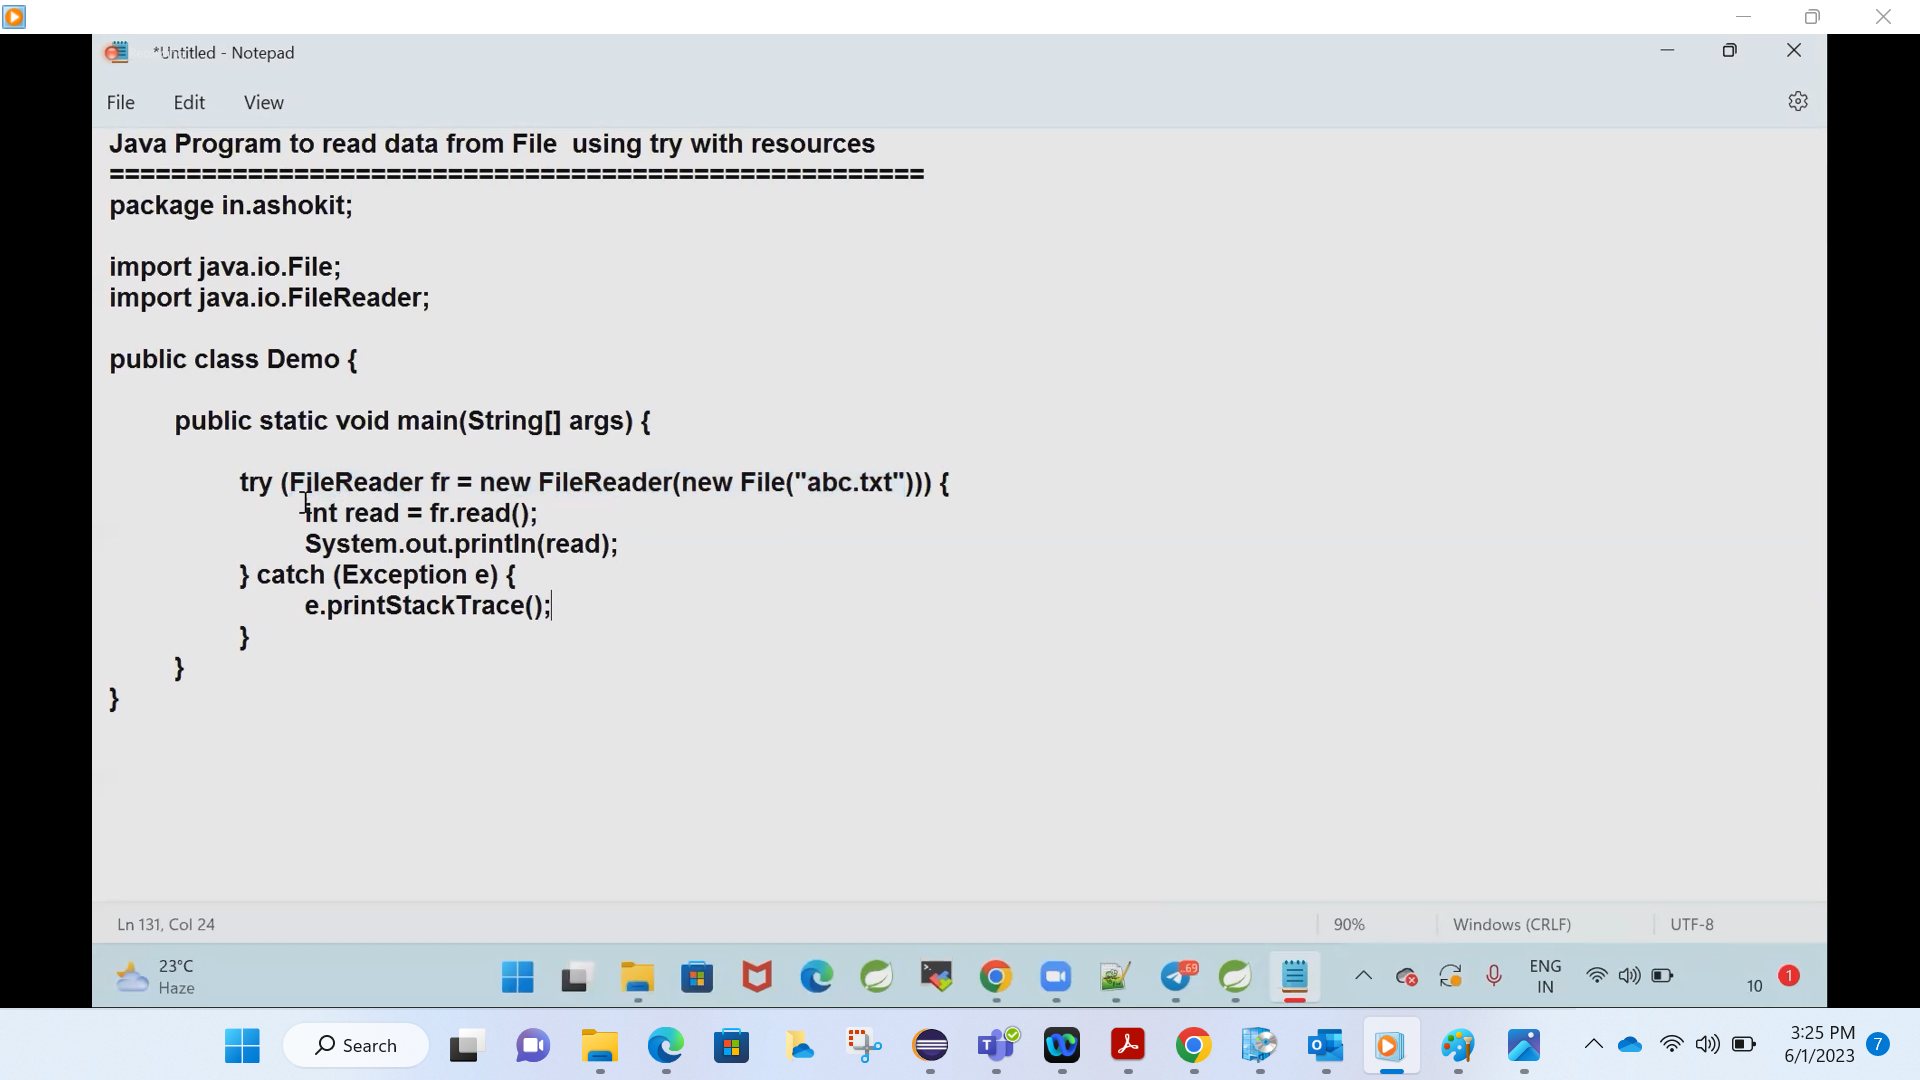 *Untitled - Notepad
File Edit View
Java Program to read data from File  using try with resources
=====================================================
package in.ashokit;
import java.io.File;
import java.io.FileReader;
public class Demo {
public static void main(String[] args) {
try (FileReader fr = new FileReader(new File("abc.txt"))) {
int read = fr.read();
System.out.println(read);
} catch (Exception e) {
e.printStackTrace();
}
}
}
Ln 131, Col 24 90% Windows (CRLF) UTF-8
23°C
Haze
69
ENG
IN
10 1
Search
3:25 PM
6/1/2023
7